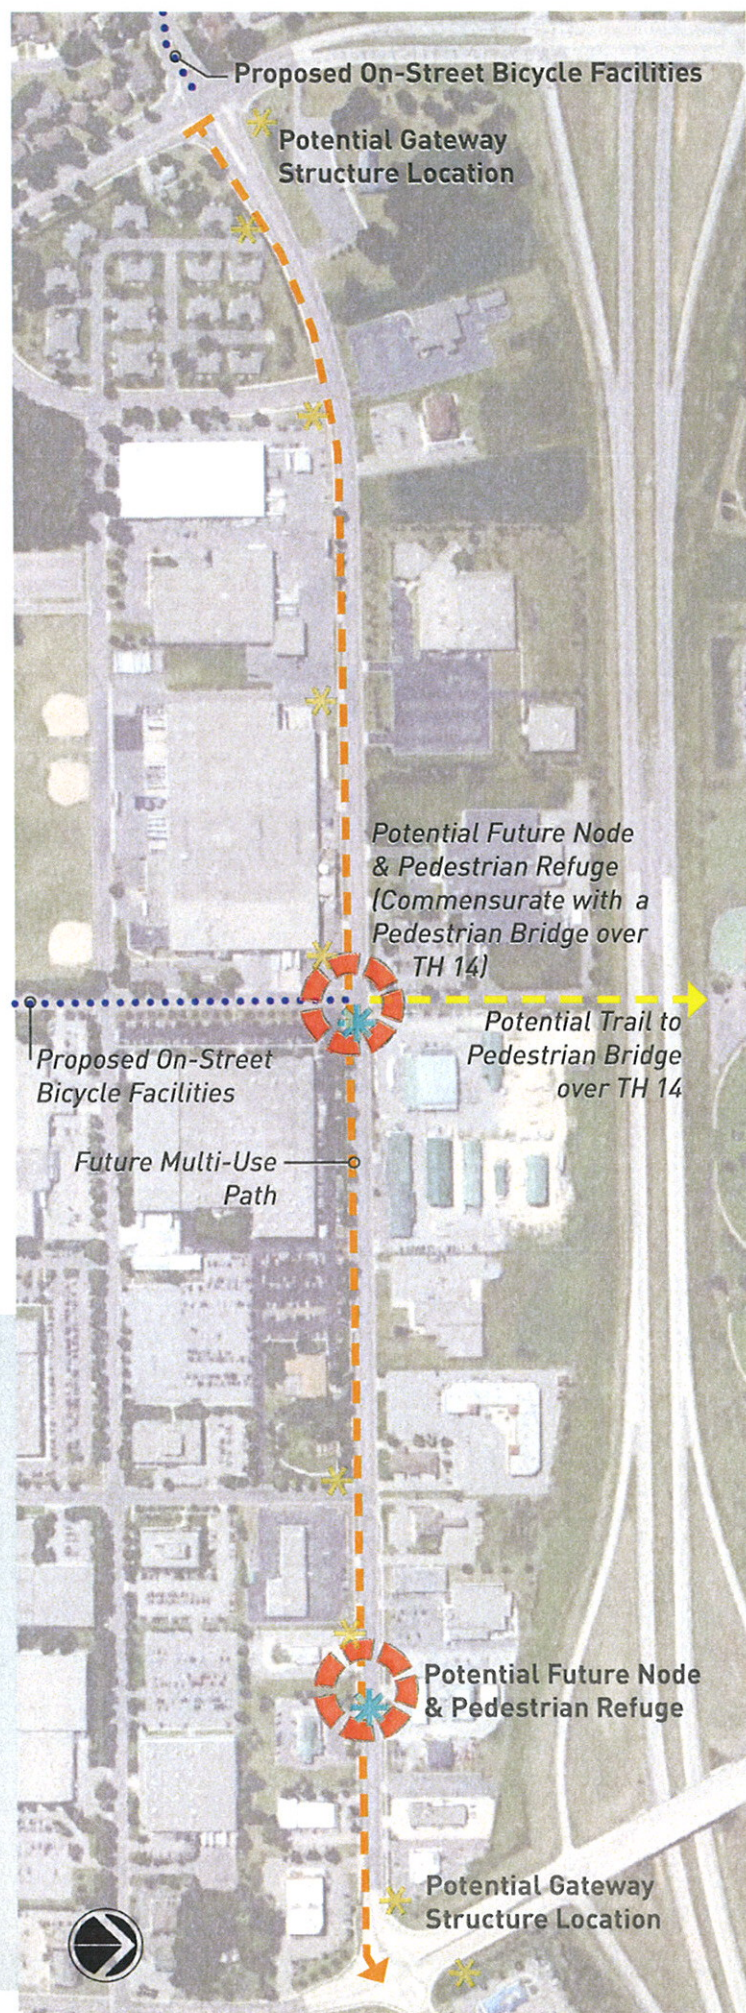 Proposed On-Street Bicycle Facilities
Potential Gateway
Structure Location
Potential Future Node
& Pedestrian Refuge
(Commensurate with a
Pedestrian Bridge over
TH 14)
Potential Trail to
Pedestrian Bridge
over TH 14
Proposed On-Street
Bicycle Facilities
Future Multi-Use
Path
Potential Future Node
& Pedestrian Refuge
Potential Gateway
Structure Location